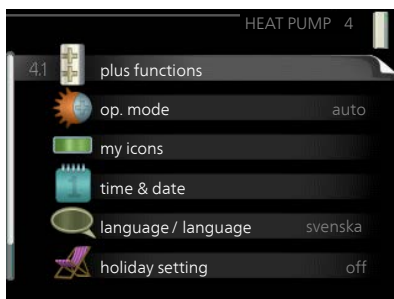 HEAT PUMP 4
4.1 plus functions
op. mode auto
my icons
time & date
language / language svenska
holiday setting off